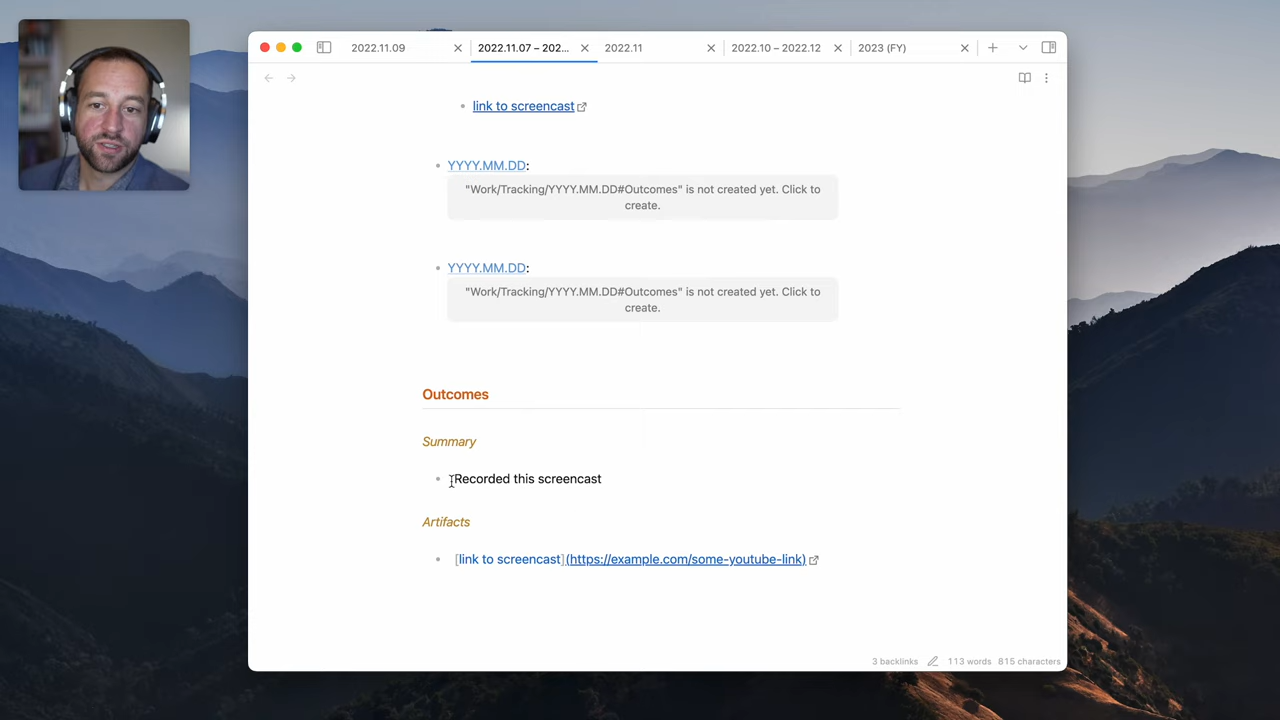 2022.11.09
2022.11.07 – 202...
2022.11
2022.10 – 2022.12
2023 (FY)
link to screencast
YYYY.MM.DD:
"Work/Tracking/YYYY.MM.DD#Outcomes" is not created yet. Click to
create.
YYYY.MM.DD:
"Work/Tracking/YYYY.MM.DD#Outcomes" is not created yet. Click to
create.
Outcomes
Summary
Recorded this screencast
Artifacts
[link to screencast](https://example.com/some-youtube-link)
3 backlinks 113 words 815 characters